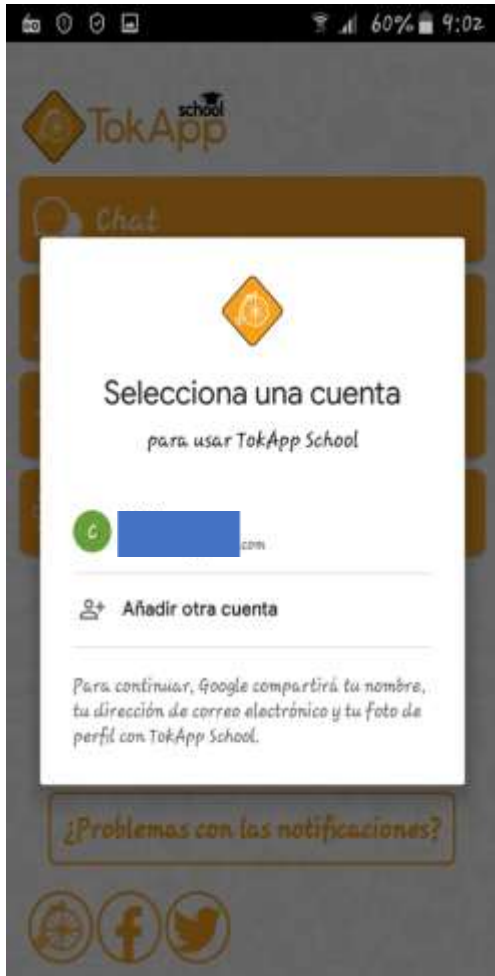 60% 9:02
school
TokApp
Chat
Selecciona una cuenta
para usar TokApp School
c
com
Añadir otra cuenta
Para continuar, Google compartirá tu nombre,
tu dirección de correo electrónico y tu foto de
perfil con TokApp School.
¿Problemas con las notificaciones?